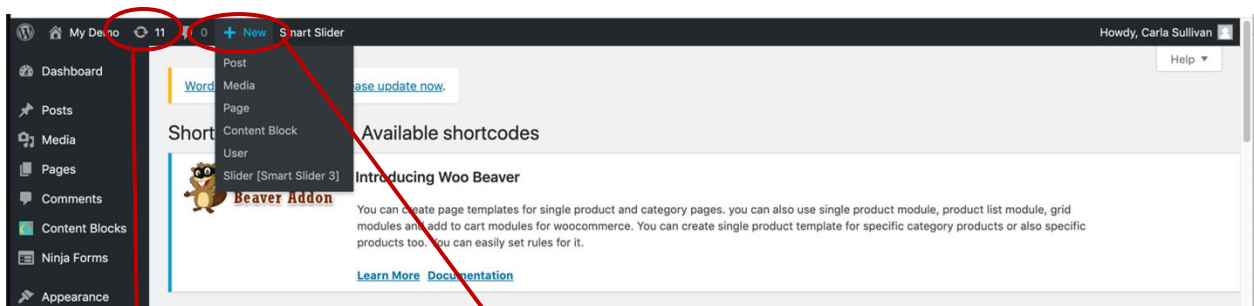 My Demo 11 0 + New Smart Slider Howdy, Carla Sullivan
Help ▼
Dashboard
Posts
Media
Pages
Comments
Content Blocks
Ninja Forms
Appearance
Post
Media
Page
Content Block
User
Slider [Smart Slider 3]
Word ase update now.
Short Available shortcodes
Beaver Addon
Introducing Woo Beaver
You can create page templates for single product and category pages. you can also use single product module, product list module, grid
modules and add to cart modules for woocommerce. You can create single product template for specific category products or also specific
products too. You can easily set rules for it.
Learn More Documentation